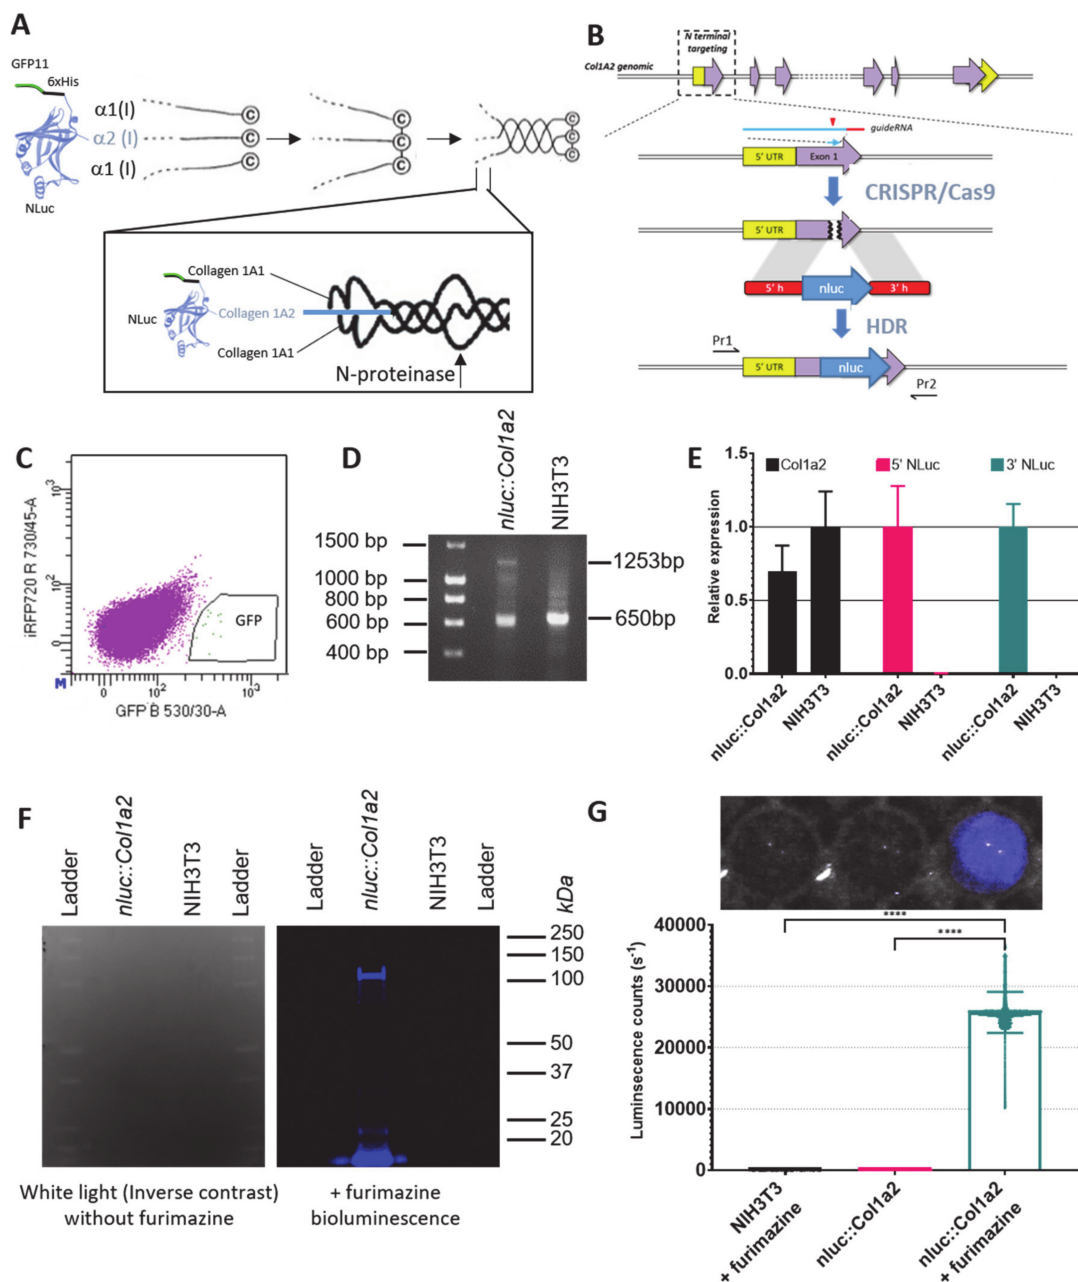 A
GFP11
6xHis
α1(I)
α2 (I)
α1 (I)
NLuc
C
C
C
C
C
C
C
C
C
Collagen 1A1
NLuc
Collagen 1A2
Collagen 1A1
N-proteinase
B
N terminal
targeting
Col1A2 genomic
guideRNA
5' UTR
Exon 1
CRISPR/Cas9
5' UTR
5' h
nluc
3' h
HDR
Pr1
5' UTR
nluc
Pr2
C
iRFP720 R 730/45-A
10³
10²
0
GFP
M
0
10²
10³
GFP B 530/30-A
D
nluc::Col1a2
NIH3T3
1500 bp
1000 bp
800 bp
600 bp
400 bp
1253bp
650bp
E
Relative expression
1.5
1.0
0.5
0.0
Col1a2
5' NLuc
3' NLuc
nluc::Col1a2
NIH3T3
nluc::Col1a2
NIH3T3
nluc::Col1a2
NIH3T3
F
Ladder
nluc::Col1a2
NIH3T3
Ladder
Ladder
nluc::Col1a2
NIH3T3
Ladder
kDa
250
150
100
50
37
25
20
White light (Inverse contrast)
without furimazine
+ furimazine
bioluminescence
G
****
****
Luminsecence counts (s⁻¹)
40000
30000
20000
10000
0
NIH3T3
+ furimazine
nluc::Col1a2
nluc::Col1a2
+ furimazine